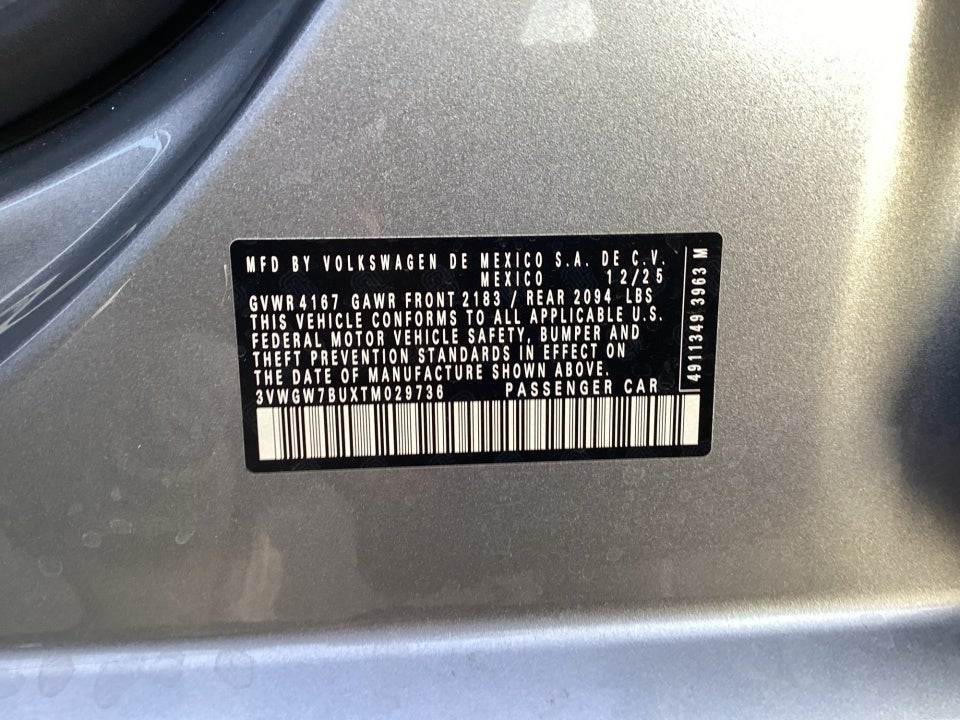 MFD BY VOLKSWAGEN DE MEXICO S.A. DE C.V.
MEXICO 12/25
GVWR 4167 GAWR FRONT 2183 / REAR 2094 LBS
THIS VEHICLE CONFORMS TO ALL APPLICABLE U.S.
FEDERAL MOTOR VEHICLE SAFETY, BUMPER AND
THEFT PREVENTION STANDARDS IN EFFECT ON
THE DATE OF MANUFACTURE SHOWN ABOVE.
3VWGW7BUXTM029736 PASSENGER CAR
4911349 3963 M